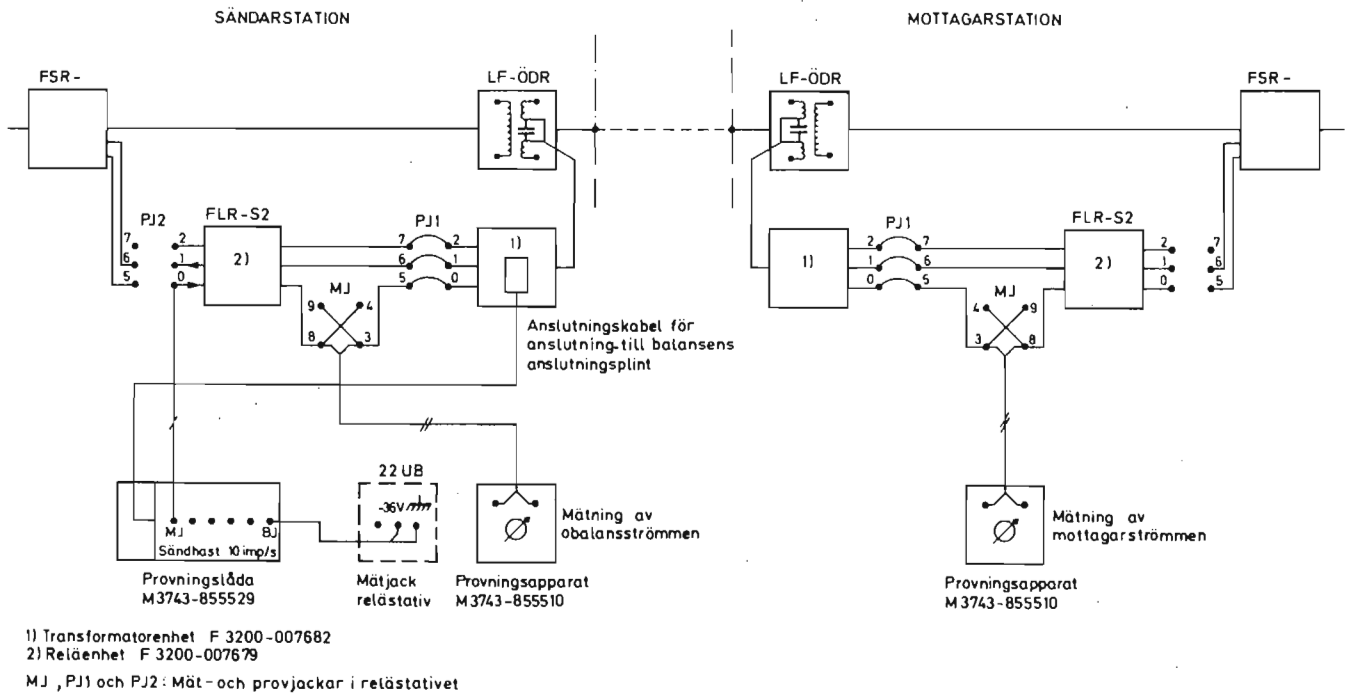 SÄNDARSTATION
MOTTAGARSTATION
FSR-
LF-ÖDR
LF-ÖDR
FSR-
PJ2
FLR-S2
PJ1
PJ1
FLR-S2
7 2
6 1
5 0
2)
7 2
6 1
5 0
1)
MJ
9 4
8 3
1)
2 7
1 6
0 5
MJ
4 9
3 8
2)
2 7
1 6
0 5
Anslutningskabel för
anslutning till balansens
anslutningsplint
22 UB
-36V
MJ BJ
Sändhast 10 imp/s
Mätning av
obalansströmmen
Mätning av
mottagarströmmen
Provningslåda
M3743-855529
Mätjack
relästativ
Provningsapparat
M3743-855510
Provningsapparat
M3743-855510
1) Transformatorenhet F 3200-007682
2) Reläenhet F 3200-007679
MJ, PJ1 och PJ2: Mät-och provjackar i relästativet